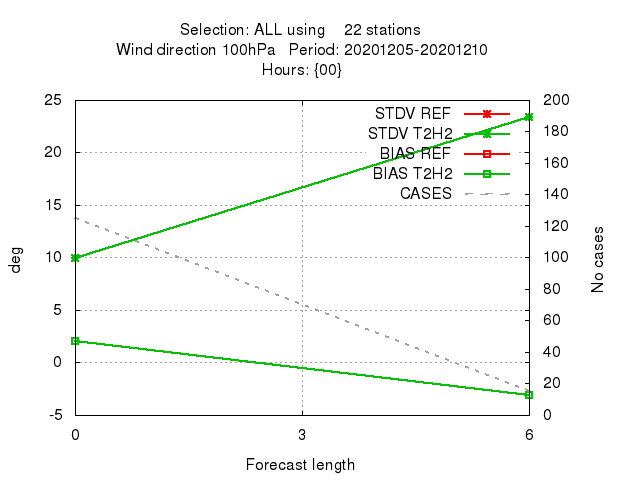 Selection: ALL using 22 stations
Wind direction 100hPa Period: 20201205-20201210
Hours: {00}
25 200
STDV REF
180
STDV T2H2
20 160
BIAS REF
BIAS T2H2
140
CASES
15
120
10 100
80
5
60
40
0
20
-5 0
0 3 6
deg
No cases
Forecast length